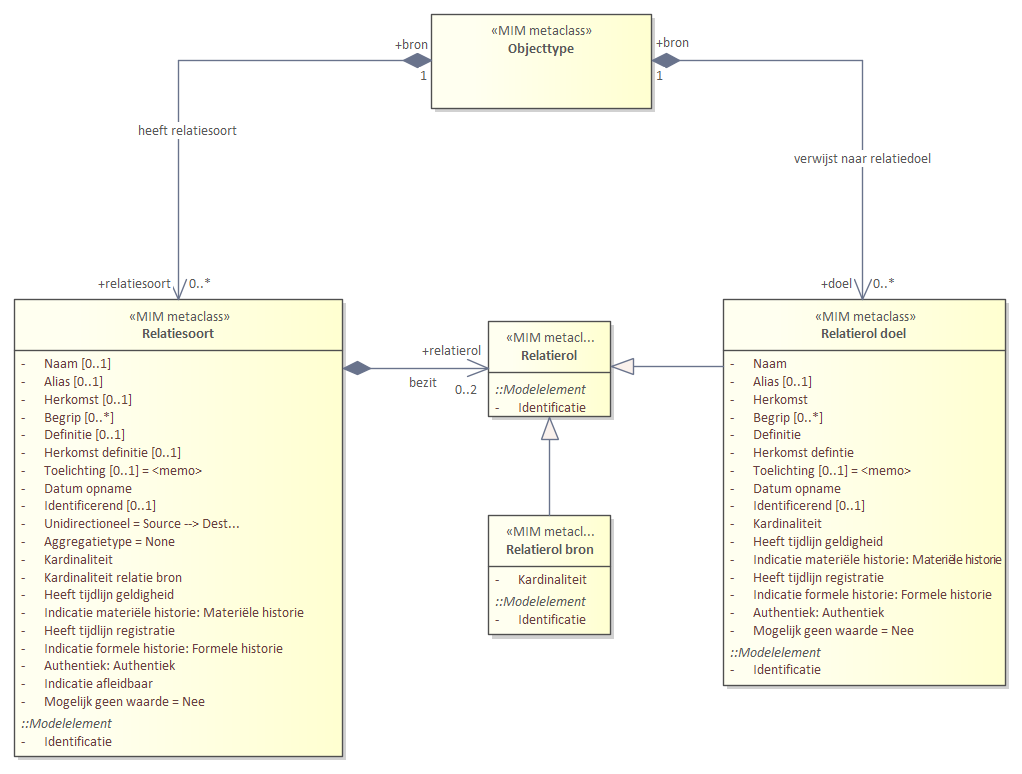 «MIM metaclass»
Objecttype
+bron
1
+bron
1
heeft relatiesoort
verwijst naar relatiedoel
+relatiesoort
0..*
+doel
0..*
«MIM metaclass»
Relatiesoort
- Naam [0..1]
- Alias [0..1]
- Herkomst [0..1]
- Begrip [0..*]
- Definitie [0..1]
- Herkomst definitie [0..1]
- Toelichting [0..1] = <memo>
- Datum opname
- Identificerend [0..1]
- Unidirectioneel = Source --> Dest...
- Aggregatietype = None
- Kardinaliteit
- Kardinaliteit relatie bron
- Heeft tijdlijn geldigheid
- Indicatie materiële historie: Materiële historie
- Heeft tijdlijn registratie
- Indicatie formele historie: Formele historie
- Authentiek: Authentiek
- Indicatie afleidbaar
- Mogelijk geen waarde = Nee
::Modelelement
- Identificatie
+relatierol
bezit
0..2
«MIM metacl...
Relatierol
::Modelelement
- Identificatie
«MIM metacl...
Relatierol bron
- Kardinaliteit
::Modelelement
- Identificatie
«MIM metaclass»
Relatierol doel
- Naam
- Alias [0..1]
- Herkomst
- Begrip [0..*]
- Definitie
- Herkomst defintie
- Toelichting [0..1] = <memo>
- Datum opname
- Identificerend [0..1]
- Kardinaliteit
- Heeft tijdlijn geldigheid
- Indicatie materiële historie: Materiële historie
- Heeft tijdlijn registratie
- Indicatie formele historie: Formele historie
- Authentiek: Authentiek
- Mogelijk geen waarde = Nee
::Modelelement
- Identificatie